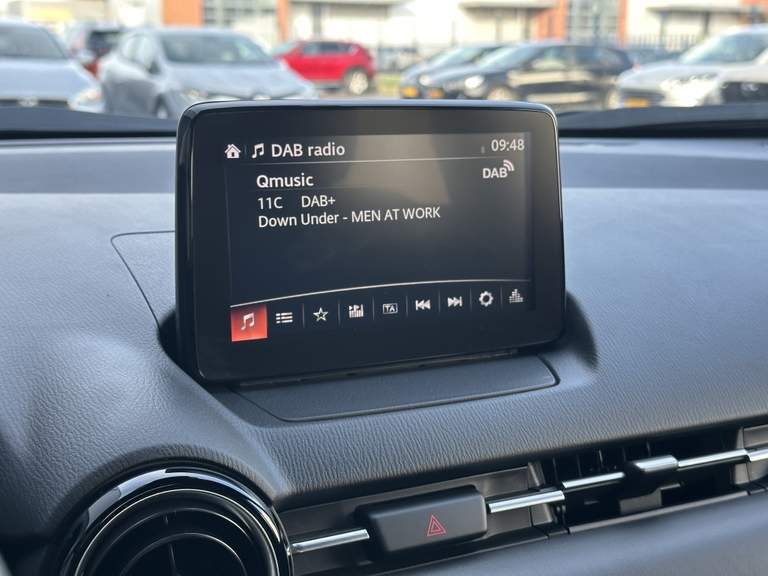 DAB radio 09:48
Qmusic DAB
11C DAB+
Down Under - MEN AT WORK
TA